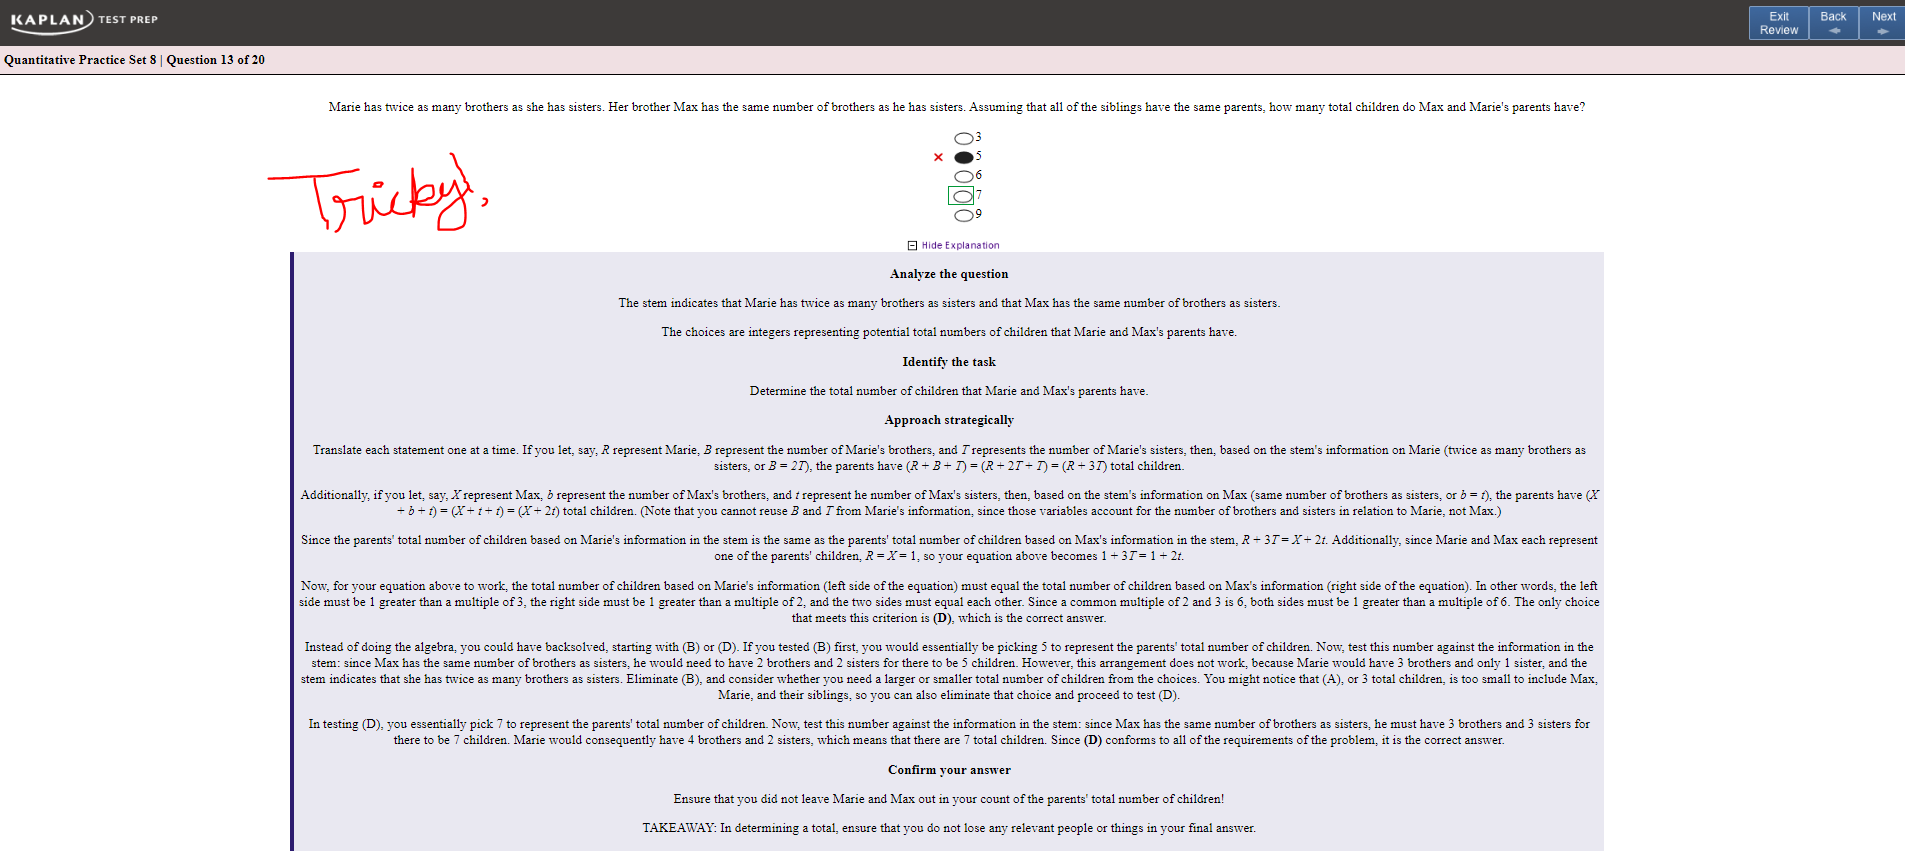 KAPLAN TEST PREP
Exit Review
Back
Next
Quantitative Practice Set 8 | Question 13 of 20
Marie has twice as many brothers as she has sisters. Her brother Max has the same number of brothers as he has sisters. Assuming that all of the siblings have the same parents, how many total children do Max and Marie's parents have?
3
5
6
7
9
Tricky!
Hide Explanation
Analyze the question
The stem indicates that Marie has twice as many brothers as sisters and that Max has the same number of brothers as sisters.
The choices are integers representing potential total numbers of children that Marie and Max's parents have.
Identify the task
Determine the total number of children that Marie and Max's parents have.
Approach strategically
Translate each statement one at a time. If you let, say, R represent Marie, B represent the number of Marie's brothers, and T represents the number of Marie's sisters, then, based on the stem's information on Marie (twice as many brothers as
sisters, or B = 2T), the parents have (R + B + T) = (R + 2T + T) = (R + 3T) total children.
Additionally, if you let, say, X represent Max, b represent the number of Max's brothers, and t represent he number of Max's sisters, then, based on the stem's information on Max (same number of brothers as sisters, or b = t), the parents have (X
+ b + t) = (X + t + t) = (X + 2t) total children. (Note that you cannot reuse B and T from Marie's information, since those variables account for the number of brothers and sisters in relation to Marie, not Max.)
Since the parents' total number of children based on Marie's information in the stem is the same as the parents' total number of children based on Max's information in the stem, R + 3T = X + 2t. Additionally, since Marie and Max each represent
one of the parents' children, R = X = 1, so your equation above becomes 1 + 3T = 1 + 2t.
Now, for your equation above to work, the total number of children based on Marie's information (left side of the equation) must equal the total number of children based on Max's information (right side of the equation). In other words, the left
side must be 1 greater than a multiple of 3, the right side must be 1 greater than a multiple of 2, and the two sides must equal each other. Since a common multiple of 2 and 3 is 6, both sides must be 1 greater than a multiple of 6. The only choice
that meets this criterion is (D), which is the correct answer.
Instead of doing the algebra, you could have backsolved, starting with (B) or (D). If you tested (B) first, you would essentially be picking 5 to represent the parents' total number of children. Now, test this number against the information in the
stem: since Max has the same number of brothers as sisters, he would need to have 2 brothers and 2 sisters for there to be 5 children. However, this arrangement does not work, because Marie would have 3 brothers and only 1 sister, and the
stem indicates that she has twice as many brothers as sisters. Eliminate (B), and consider whether you need a larger or smaller total number of children from the choices. You might notice that (A), or 3 total children, is too small to include Max,
Marie, and their siblings, so you can also eliminate that choice and proceed to test (D).
In testing (D), you essentially pick 7 to represent the parents' total number of children. Now, test this number against the information in the stem: since Max has the same number of brothers as sisters, he must have 3 brothers and 3 sisters for
there to be 7 children. Marie would consequently have 4 brothers and 2 sisters, which means that there are 7 total children. Since (D) conforms to all of the requirements of the problem, it is the correct answer.
Confirm your answer
Ensure that you did not leave Marie and Max out in your count of the parents' total number of children!
TAKEAWAY: In determining a total, ensure that you do not lose any relevant people or things in your final answer.